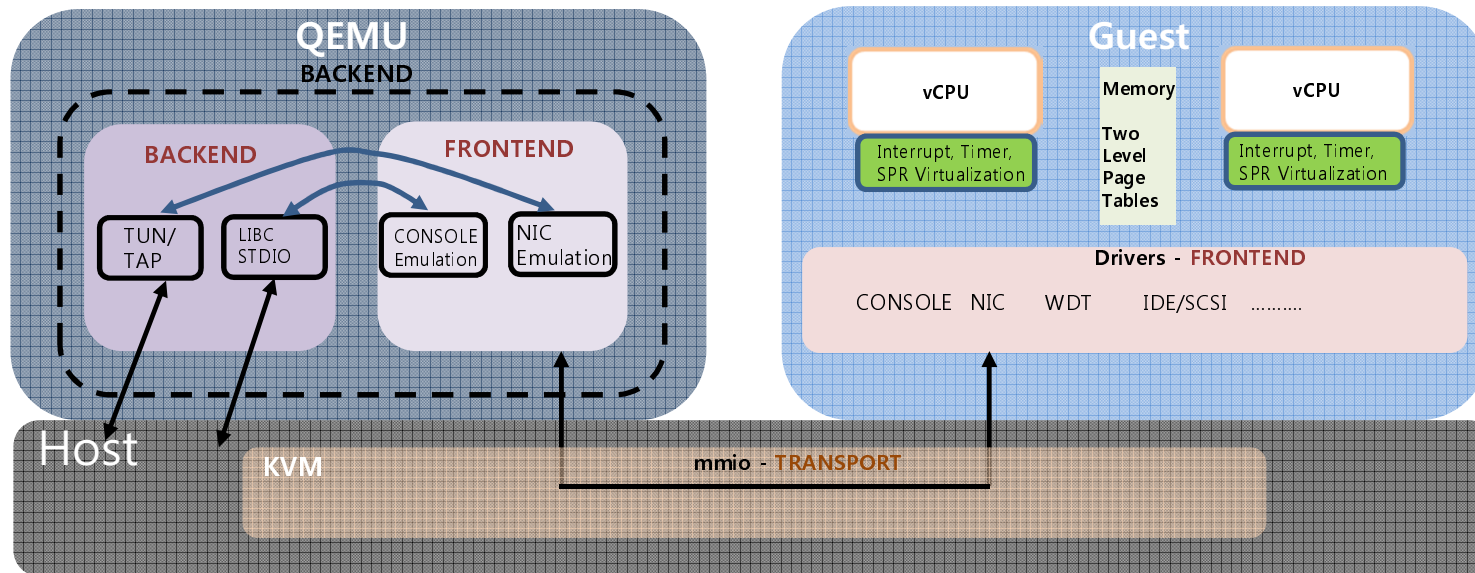 QEMU
BACKEND
BACKEND
FRONTEND
TUN/
TAP
LIBC
STDIO
CONSOLE
Emulation
NIC
Emulation
Guest
vCPU
Interrupt, Timer,
SPR Virtualization
Memory
Two
Level
Page
Tables
vCPU
Interrupt, Timer,
SPR Virtualization
Drivers - FRONTEND
CONSOLE NIC WDT IDE/SCSI ..........
Host
KVM
mmio - TRANSPORT